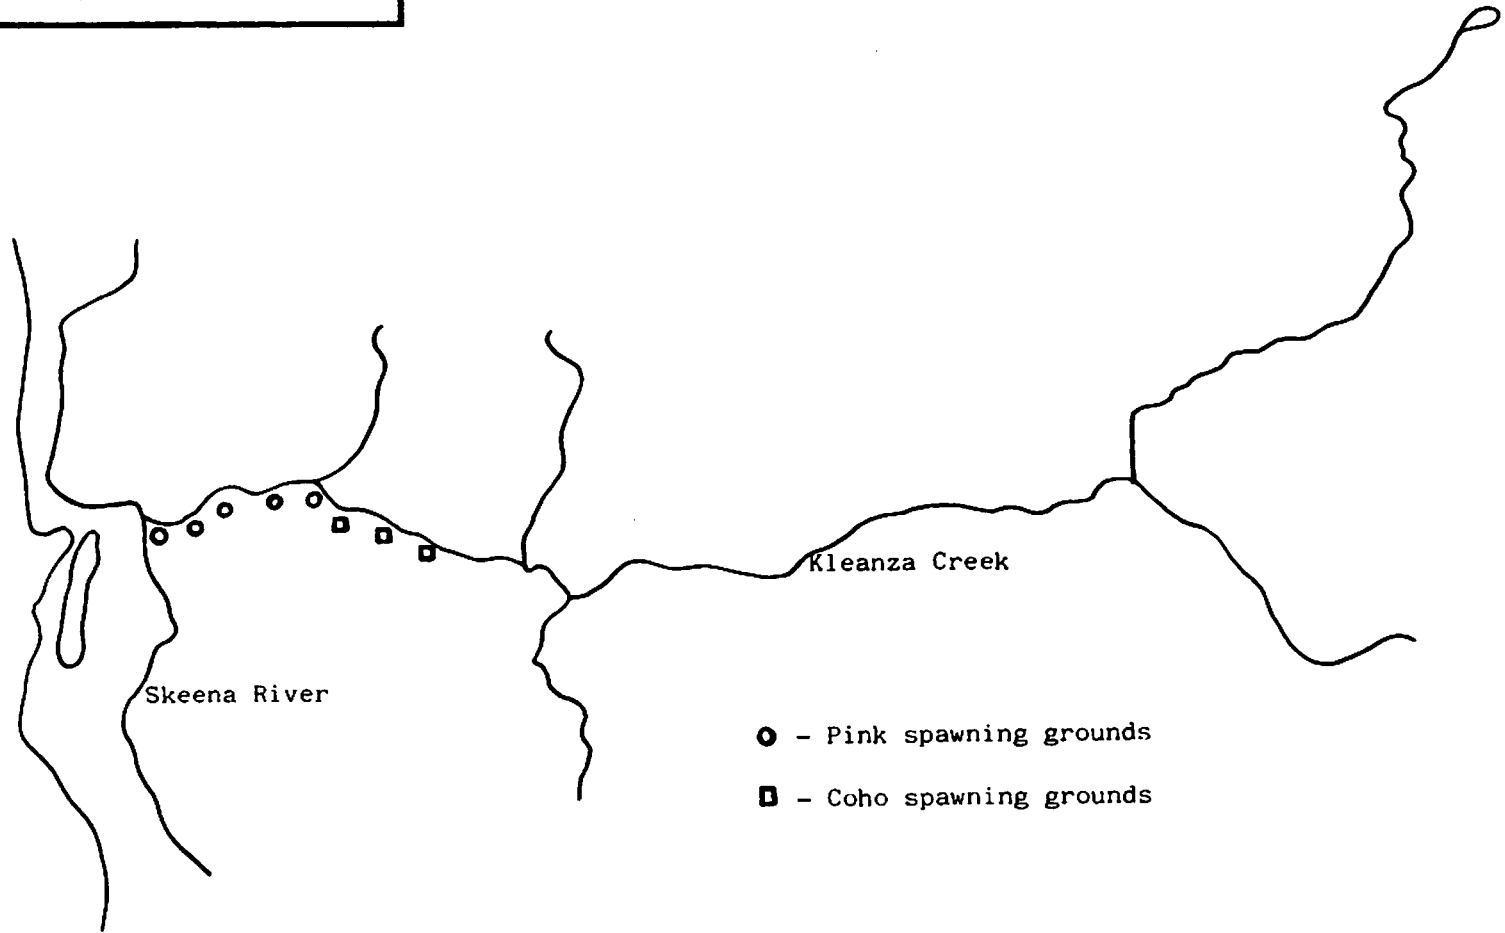 Kleanza Creek
Skeena River
O - Pink spawning grounds
□ - Coho spawning grounds